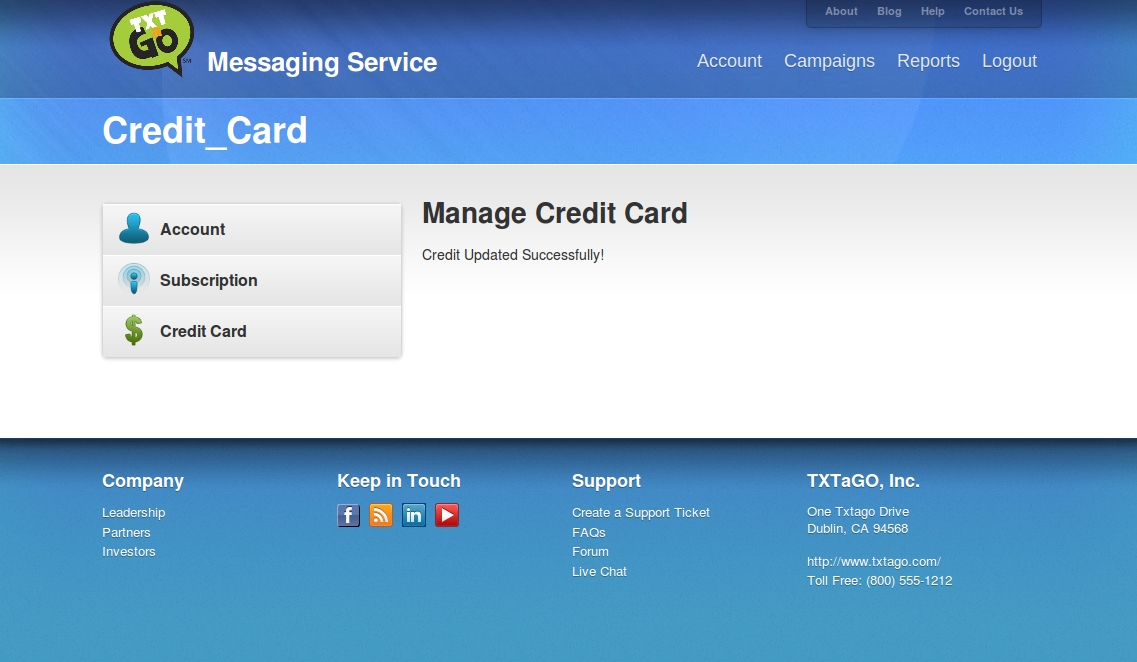 About Blog Help Contact Us
TXT
GO
SM
Messaging Service
Account Campaigns Reports Logout
Credit_Card
Account
Subscription
Credit Card
Manage Credit Card
Credit Updated Successfully!
Company
Leadership
Partners
Investors
Keep in Touch
f
in
Support
Create a Support Ticket
FAQs
Forum
Live Chat
TXTaGO, Inc.
One Txtago Drive
Dublin, CA 94568
http://www.txtago.com/
Toll Free: (800) 555-1212